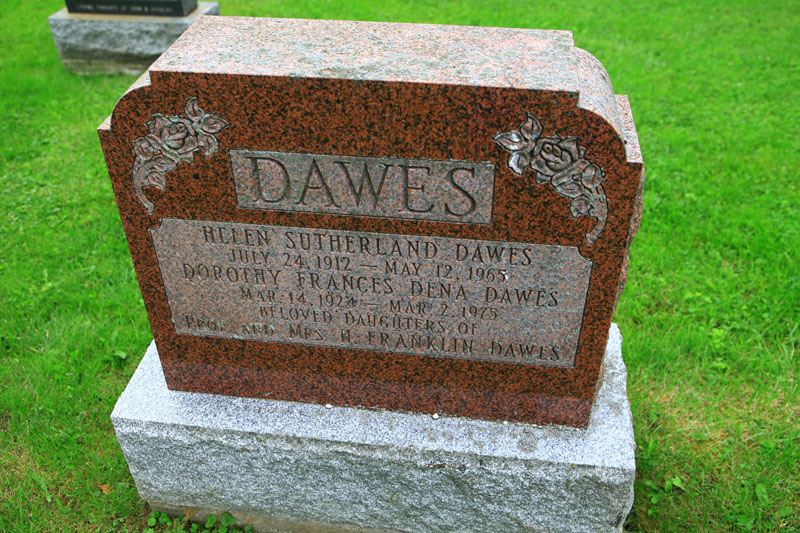 DAWES
HELEN SUTHERLAND DAWES
JULY 24, 1912 — MAY 12, 1965
DOROTHY FRANCES DENA DAWES
MAR. 14, 1924 — MAR. 2, 1975
BELOVED DAUGHTERS OF
PROF. AND MRS. H. FRANKLIN DAWES